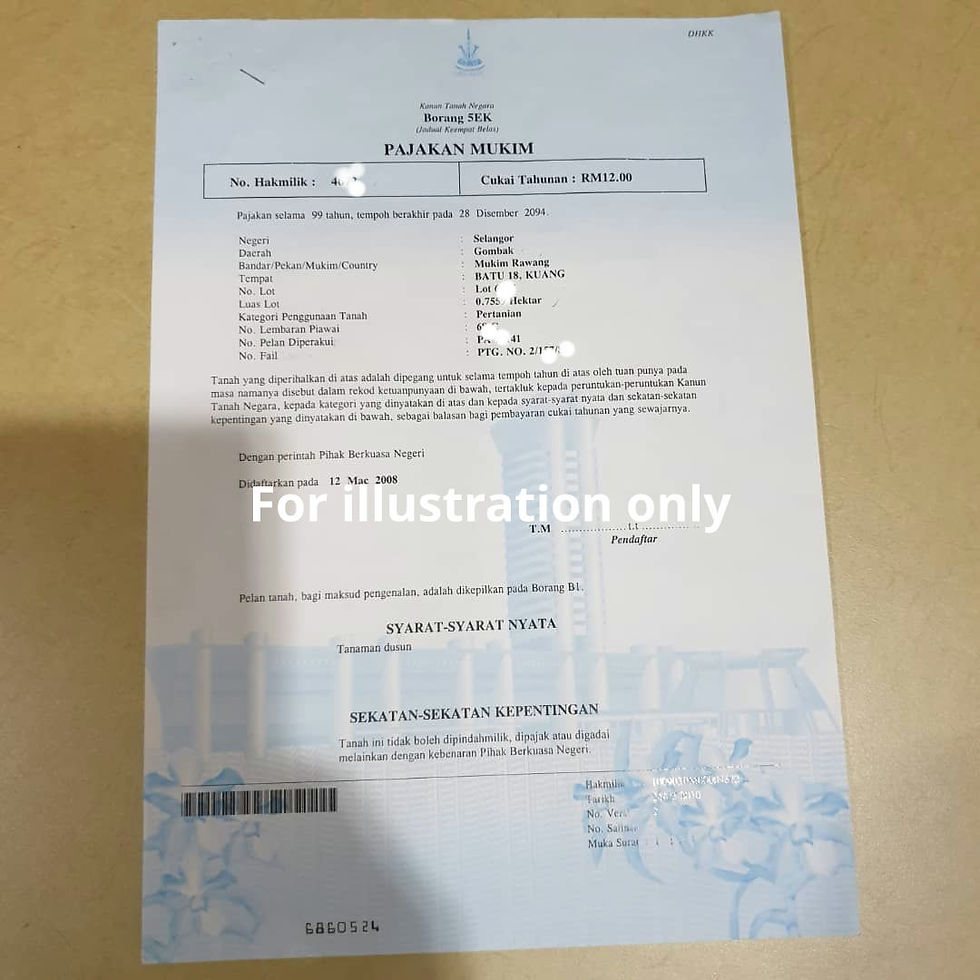 DHKK
Kanun Tanah Negara
Borang 5EK
(Jadual Keempat Belas)
PAJAKAN MUKIM
No. Hakmilik :
Cukai Tahunan : RM12.00
Pajakan selama 99 tahun, tempoh berakhir pada 28 Disember 2094.
Negeri : Selangor
Daerah : Gombak
Bandar/Pekan/Mukim/Country : Mukim Rawang
Tempat : BATU 18, KUANG
No. Lot : Lot
Luas Lot : Hektar
Kategori Penggunaan Tanah : Pertanian
No. Lembaran Piawai :
No. Pelan Diperakui :
No. Fail : PTG. NO.
Tanah yang diperihalkan di atas adalah dipegang untuk selama tempoh tahun di atas oleh tuan punya pada
masa namanya disebut dalam rekod ketuanpunyaan di bawah, tertakluk kepada peruntukan-peruntukan Kanun
Tanah Negara, kepada kategori yang dinyatakan di atas dan kepada syarat-syarat nyata dan sekatan-sekatan
kepentingan yang dinyatakan di bawah, sebagai balasan bagi pembayaran cukai tahunan yang sewajarnya.
Dengan perintah Pihak Berkuasa Negeri
Didaftarkan pada 12 Mac 2008
For illustration only
T.M
Pendaftar
Pelan tanah, bagi maksud pengenalan, adalah dikepilkan pada Borang B1.
SYARAT-SYARAT NYATA
Tanaman dusun
SEKATAN-SEKATAN KEPENTINGAN
Tanah ini tidak boleh dipindahmilik, dipajak atau digadai
melainkan dengan kebenaran Pihak Berkuasa Negeri.
Hakmilik
Tarikh
No. Versi
No. Salinan
Muka Surat
6860524